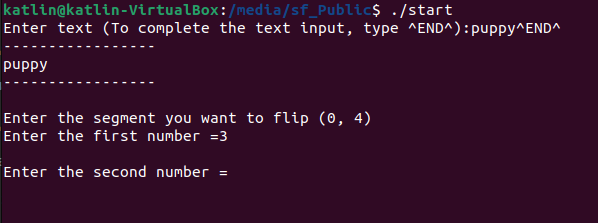 katlin@katlin-VirtualBox:/media/sf_Public$ ./start
Enter text (To complete the text input, type ^END^):puppy^END^
-----------------
puppy
-----------------
Enter the segment you want to flip (0, 4)
Enter the first number =3
Enter the second number =